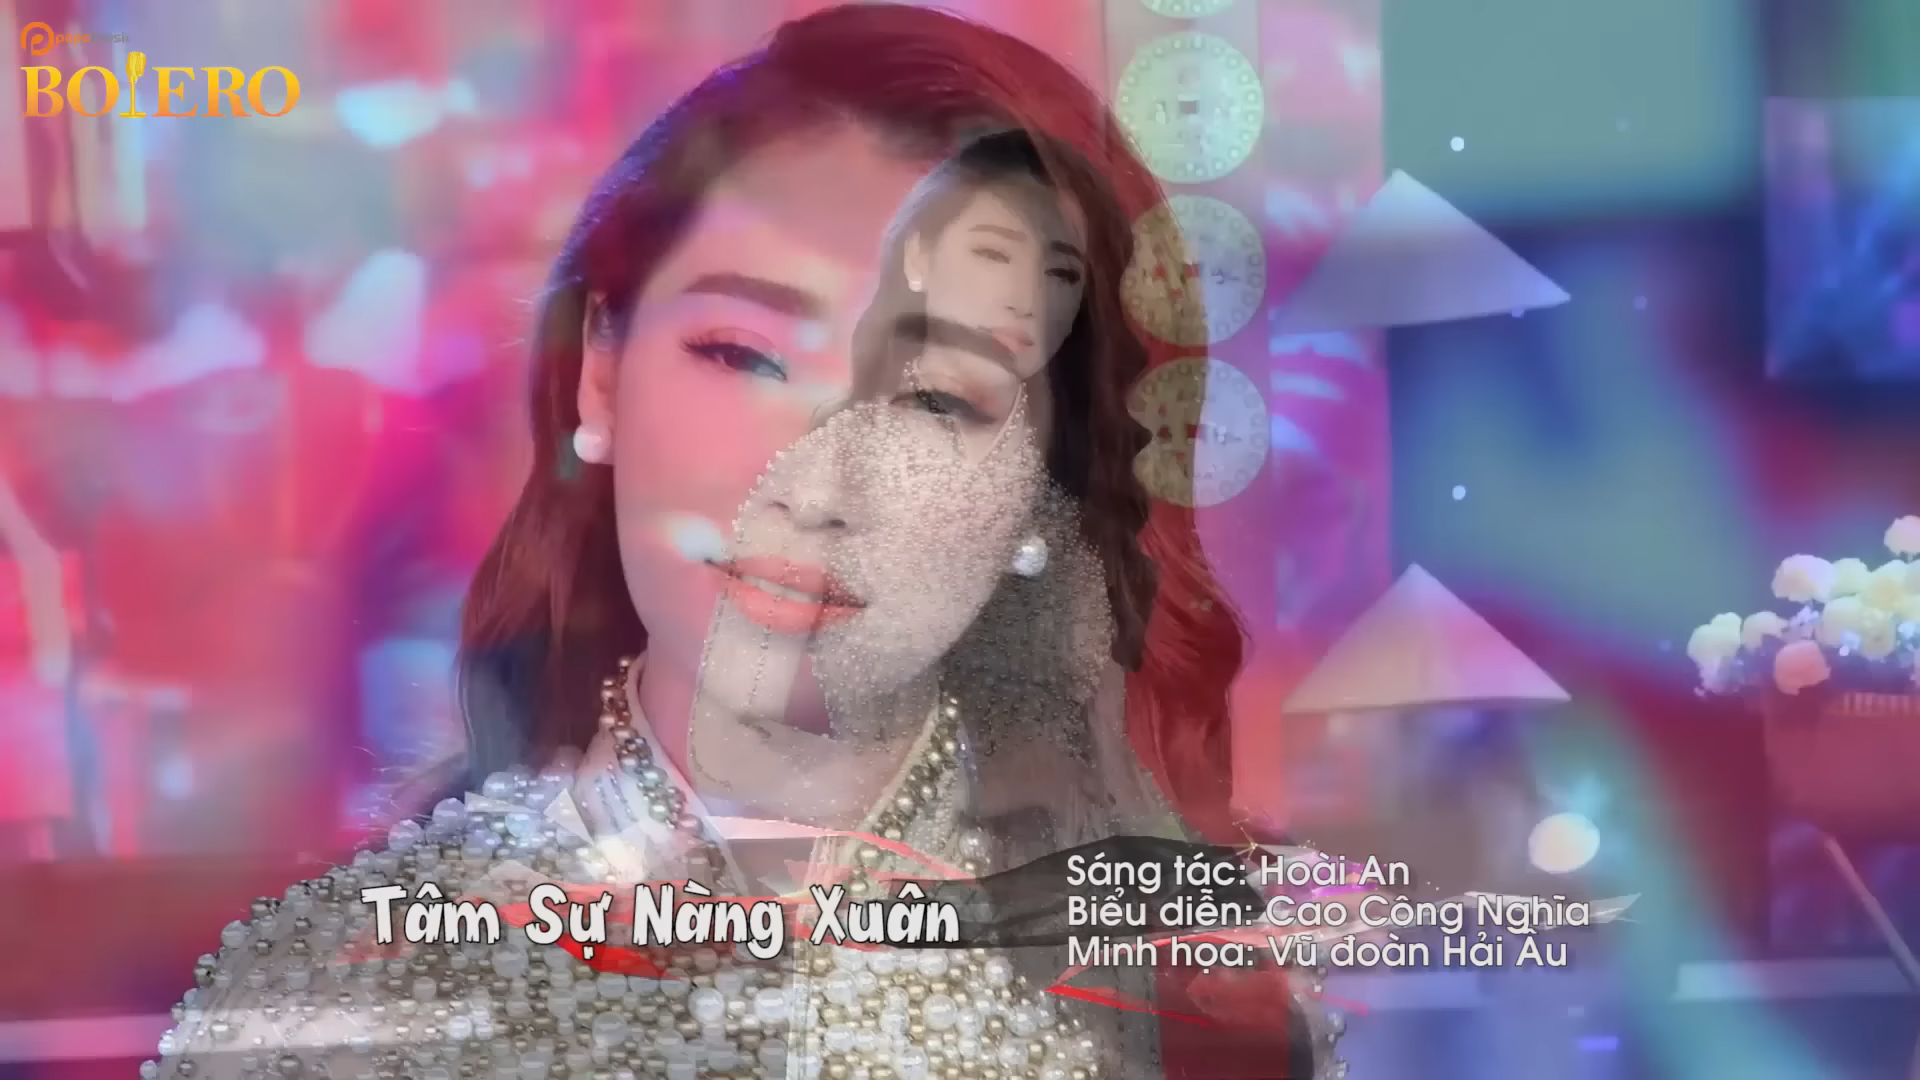 BOLERO
Tâm Sự Nàng Xuân
Sáng tác: Hoài An
Biểu diễn: Cao Công Nghĩa
Minh họa: Vũ đoàn Hải Âu